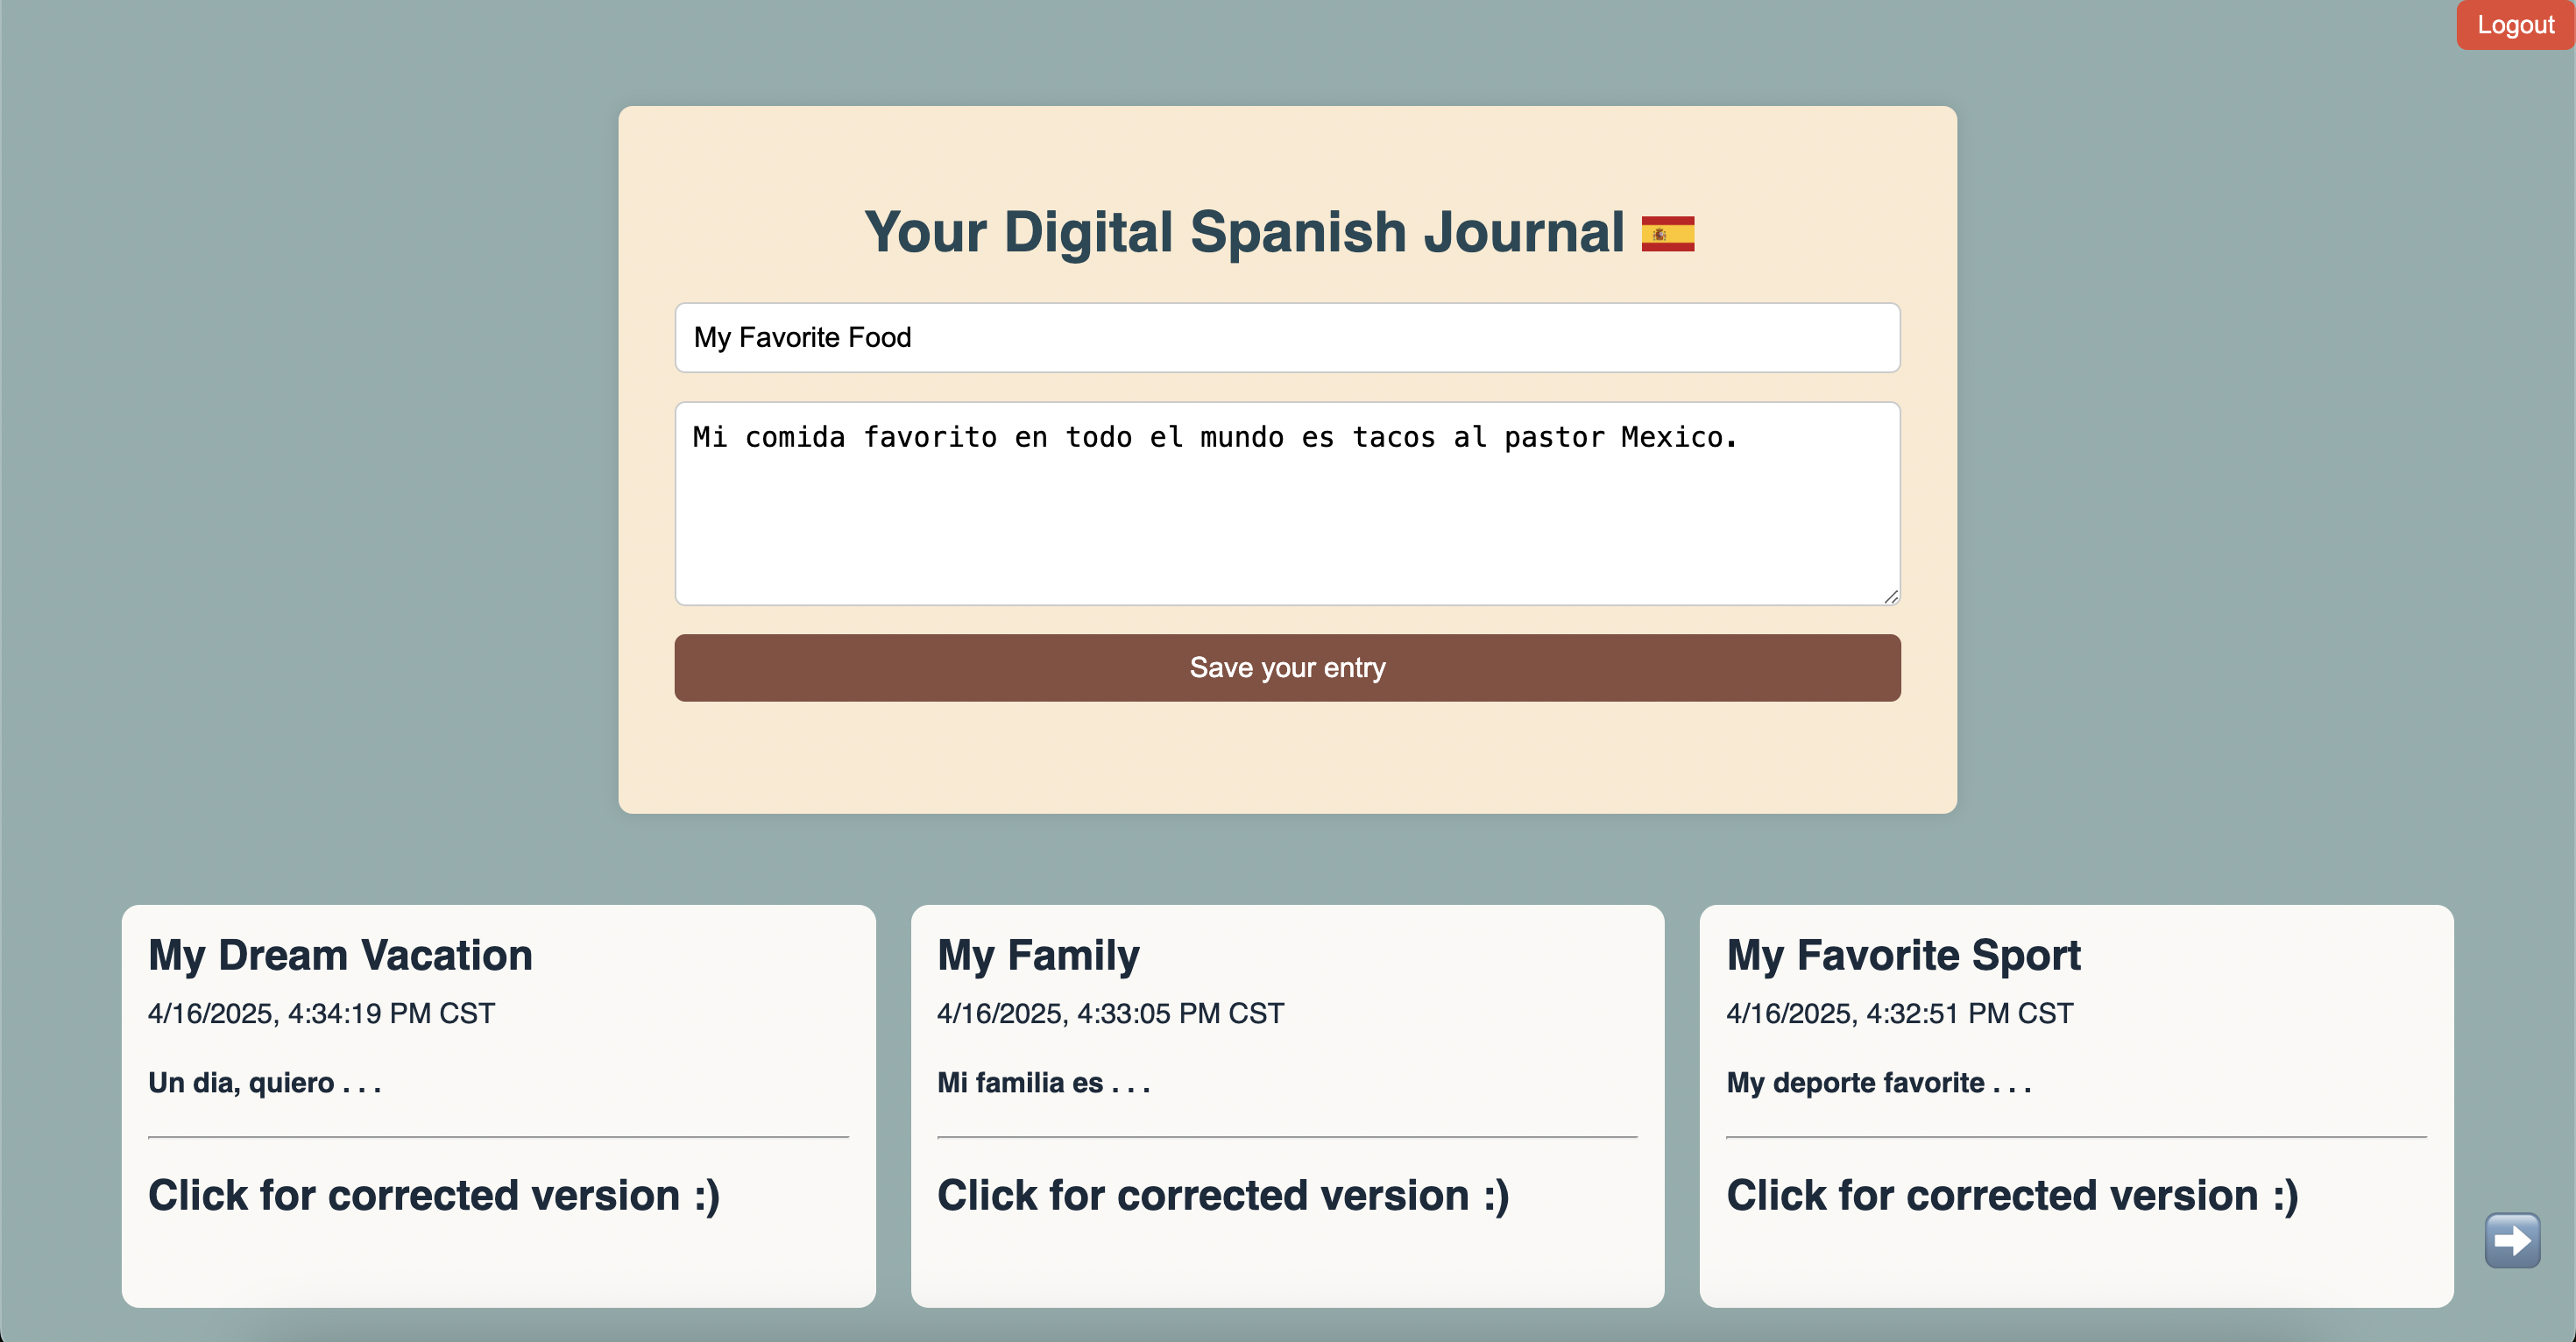 Logout
Your Digital Spanish Journal 🇪🇸
My Favorite Food
Mi comida favorito en todo el mundo es tacos al pastor Mexico.
Save your entry
My Dream Vacation
4/16/2025, 4:34:19 PM CST
Un dia, quiero . . .
Click for corrected version :)
My Family
4/16/2025, 4:33:05 PM CST
Mi familia es . . .
Click for corrected version :)
My Favorite Sport
4/16/2025, 4:32:51 PM CST
My deporte favorite . . .
Click for corrected version :)